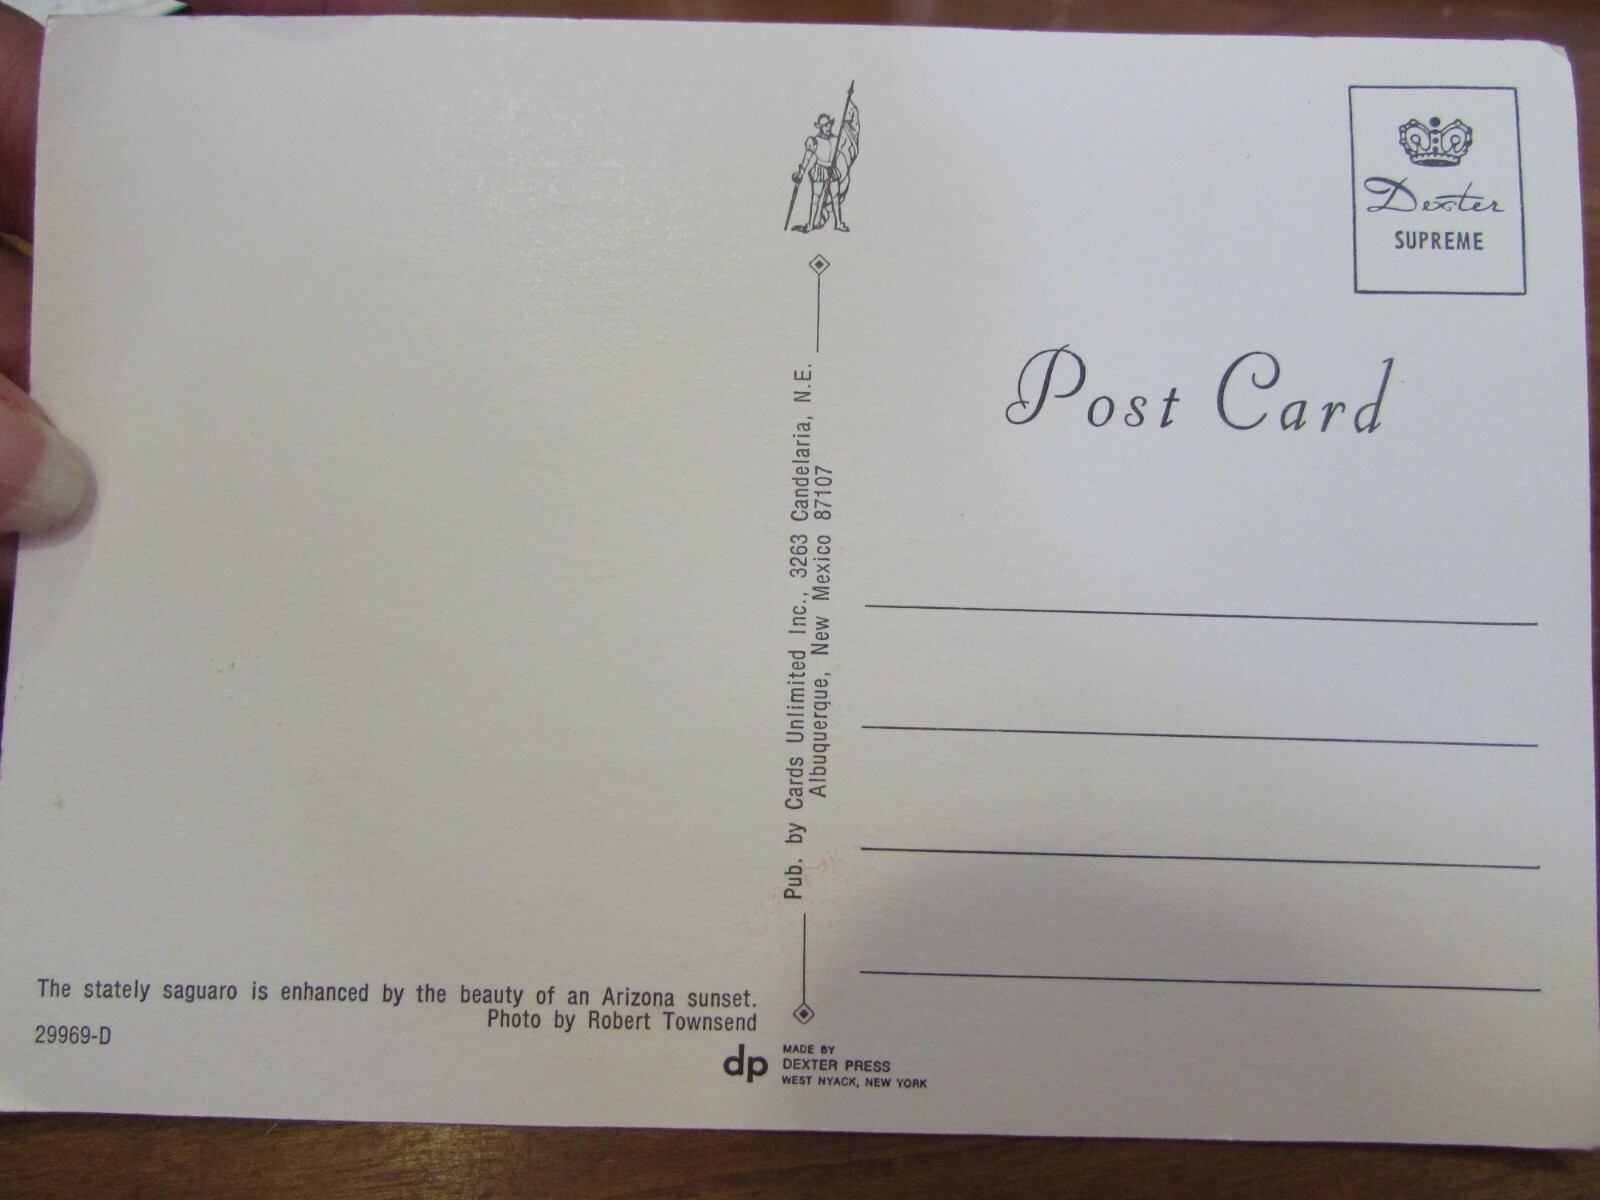 Dexter
SUPREME
Post Card
Pub. by Cards Unlimited Inc., 3263 Candelaria, N.E.
Albuquerque, New Mexico 87107
The stately saguaro is enhanced by the beauty of an Arizona sunset.
Photo by Robert Townsend
29969-D
dp
MADE BY
DEXTER PRESS
WEST NYACK, NEW YORK